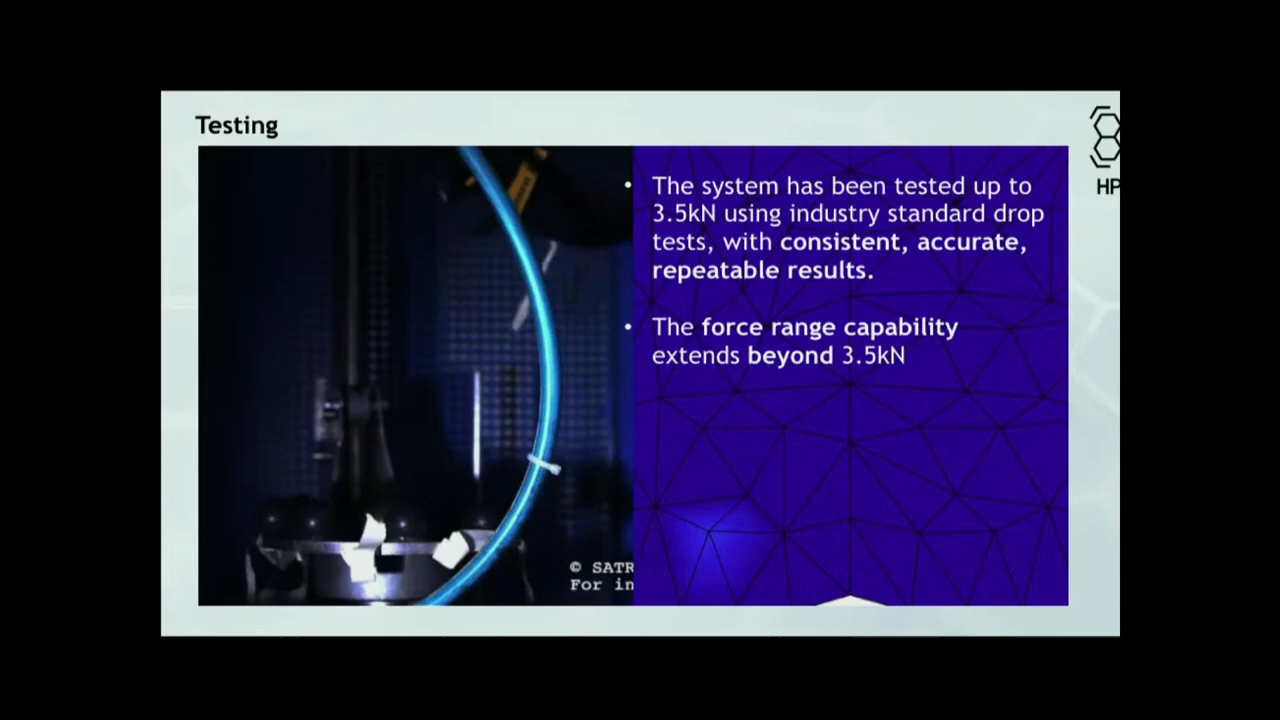 Testing
HP
• The system has been tested up to
3.5kN using industry standard drop
tests, with consistent, accurate,
repeatable results.
• The force range capability
extends beyond 3.5kN
© SATR
For in